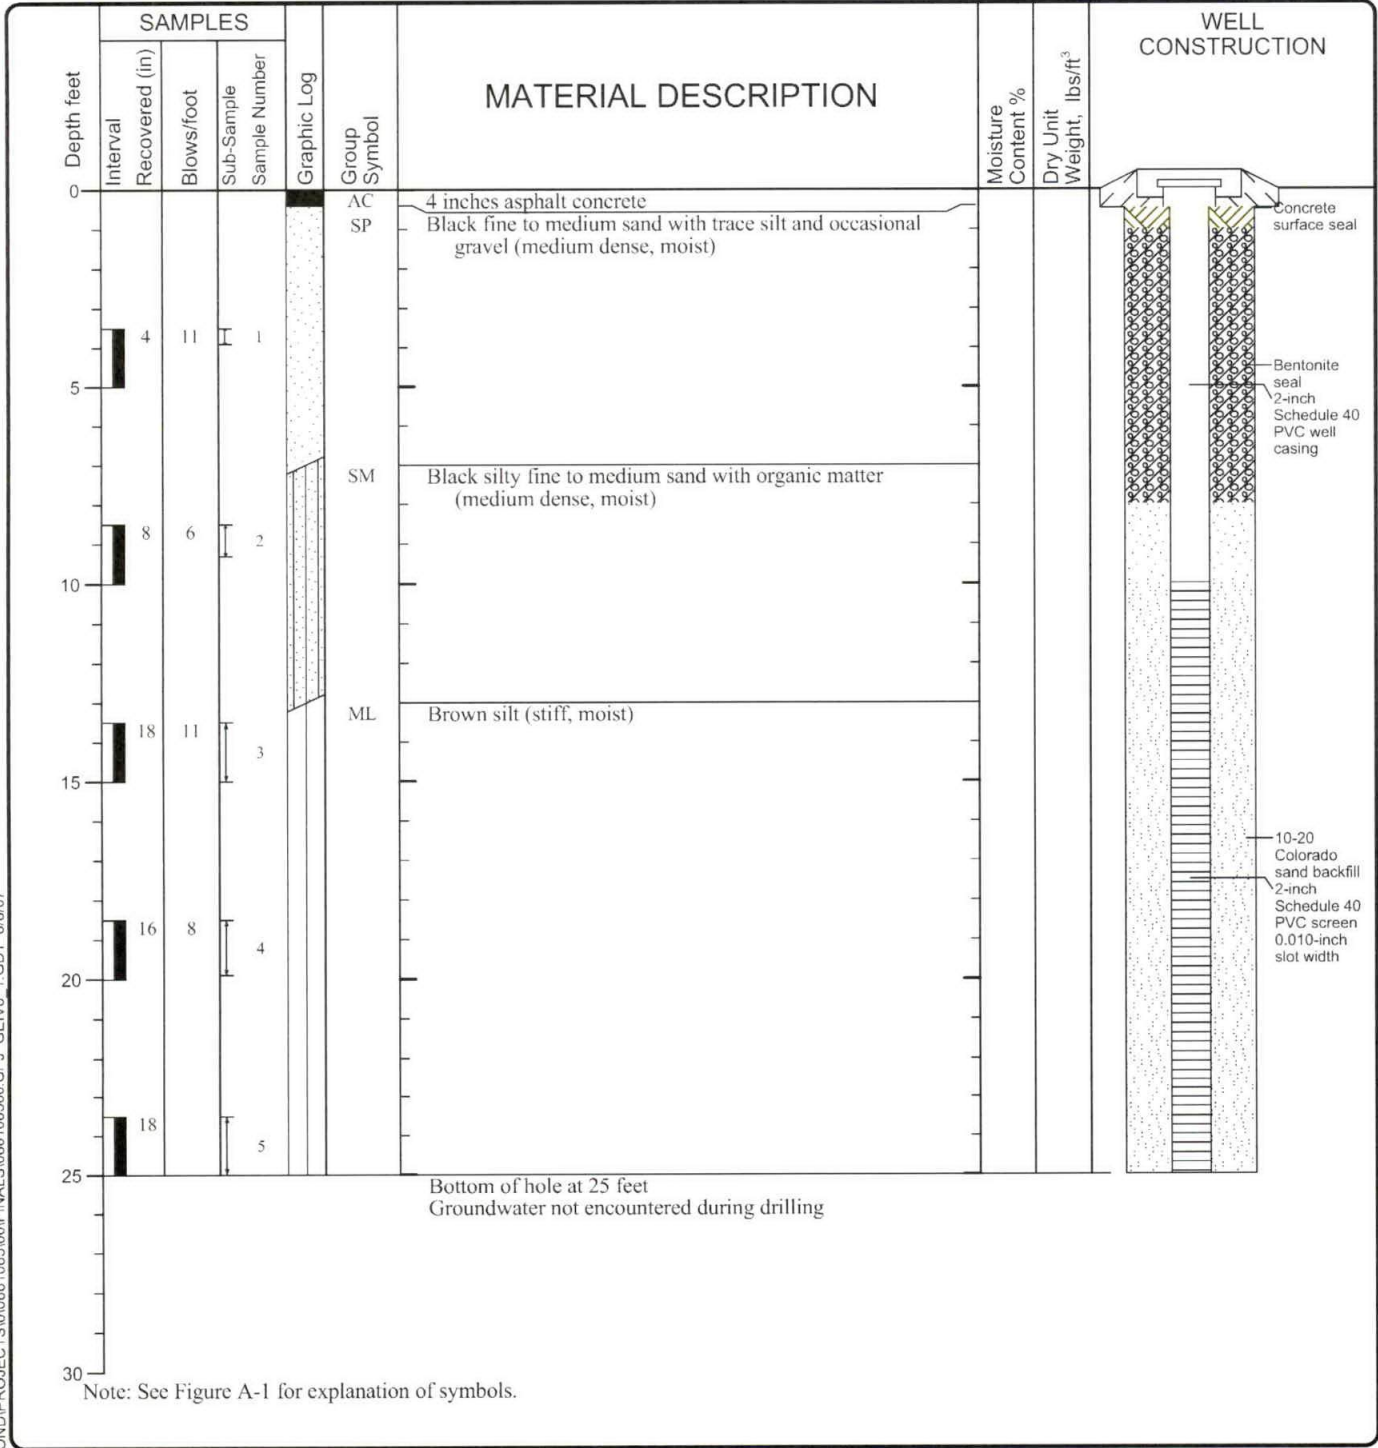 SAMPLES
WELL
CONSTRUCTION
Depth feet
Interval
Recovered (in)
Blows/foot
Sub-Sample
Sample Number
Graphic Log
Group
Symbol
MATERIAL DESCRIPTION
Moisture
Content %
Dry Unit
Weight, lbs/ft³
0
AC
4 inches asphalt concrete
SP
Black fine to medium sand with trace silt and occasional
gravel (medium dense, moist)
Concrete
surface seal
4 11 1
5
Bentonite
seal
2-inch
Schedule 40
PVC well
casing
SM
Black silty fine to medium sand with organic matter
(medium dense, moist)
8 6 2
10
ML
Brown silt (stiff, moist)
18 11 3
15
10-20
Colorado
sand backfill
2-inch
Schedule 40
PVC screen
0.010-inch
slot width
16 8 4
20
18 5
25
Bottom of hole at 25 feet
Groundwater not encountered during drilling
30
Note: See Figure A-1 for explanation of symbols.